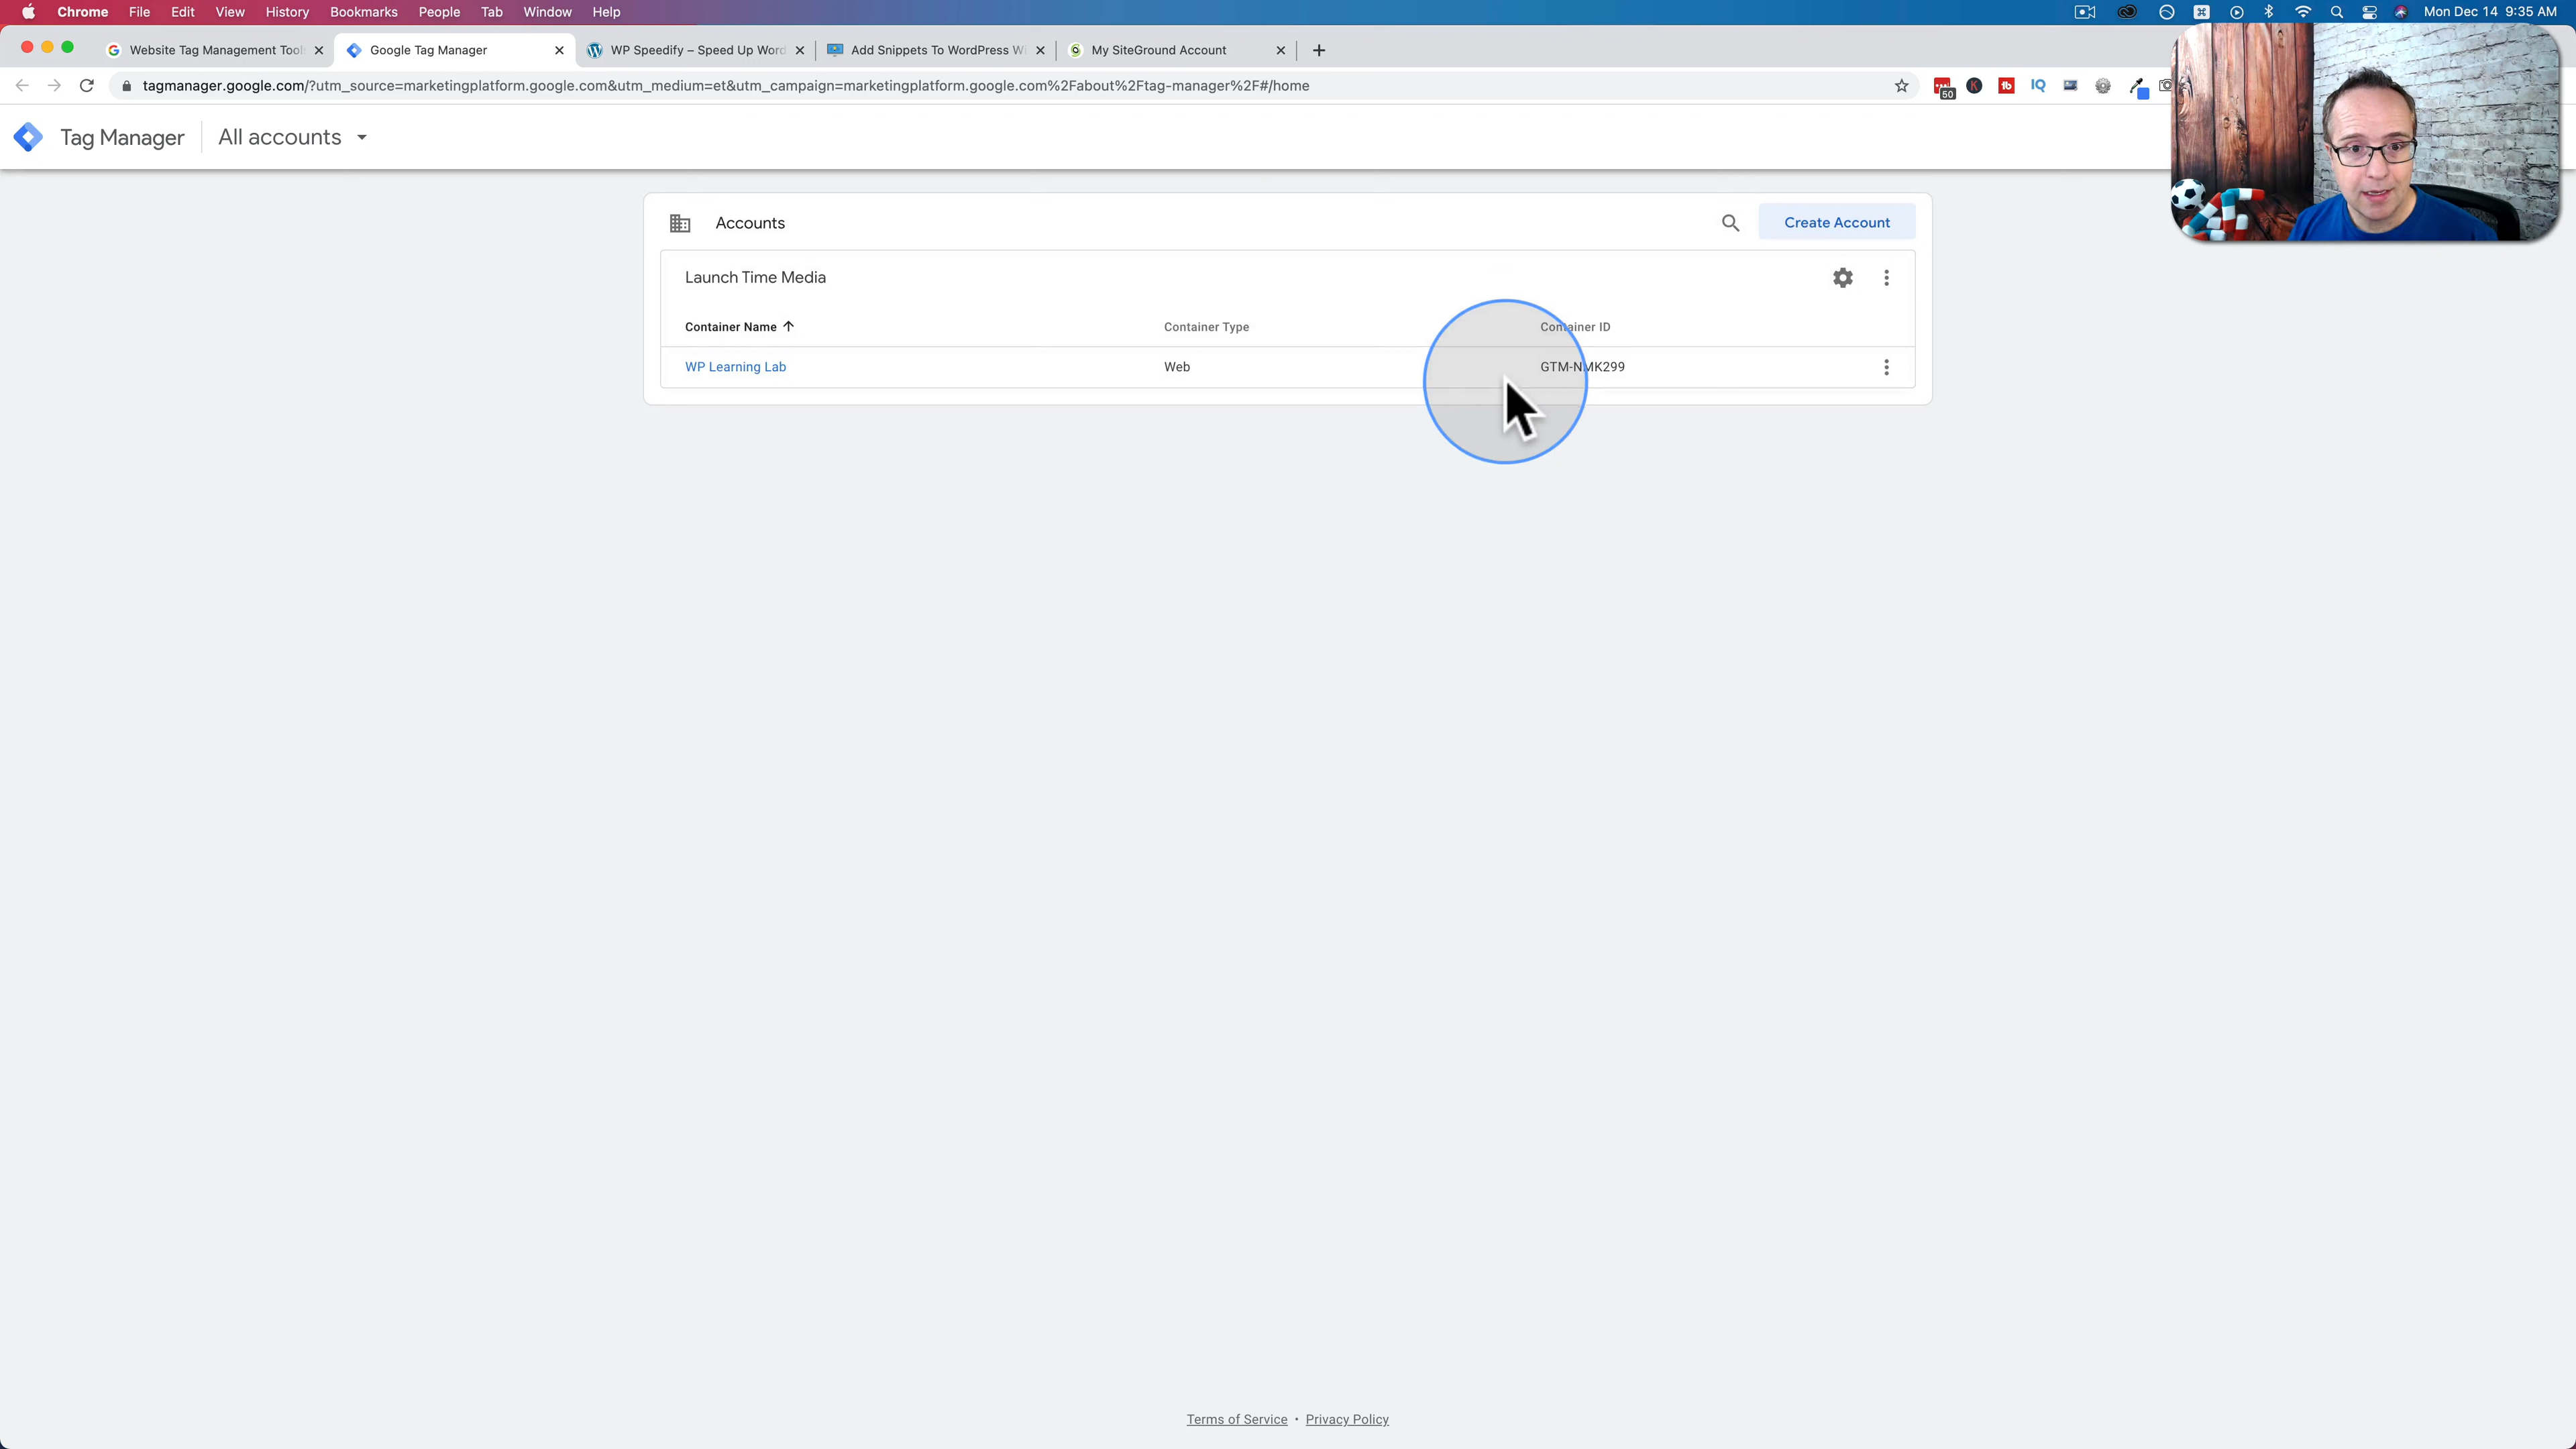 Chrome File Edit View History Bookmarks People Tab Window Help Mon Dec 14 9:35 AM
Website Tag Management Tool Google Tag Manager WP Speedify – Speed Up Word Add Snippets To WordPress W My SiteGround Account
tagmanager.google.com/?utm_source=marketingplatform.google.com&utm_medium=et&utm_campaign=marketingplatform.google.com%2Fabout%2Ftag-manager%2F#/home
50
tb
IQ
Tag Manager All accounts
Accounts Create Account
Launch Time Media
Container Name Container Type Container ID
WP Learning Lab Web GTM-NMK299
Terms of Service • Privacy Policy